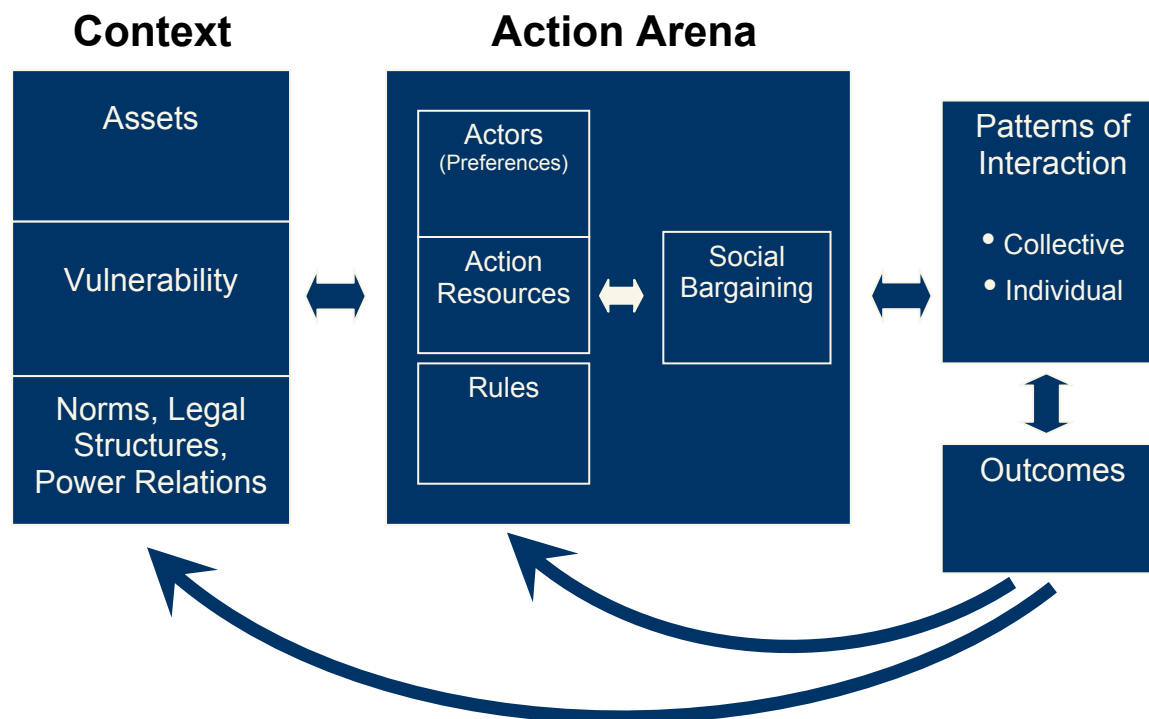 Context
Action Arena
Assets
Vulnerability
Norms, Legal
Structures,
Power Relations
Actors
(Preferences)
Action
Resources
Rules
Social
Bargaining
Patterns of
Interaction
• Collective
• Individual
Outcomes